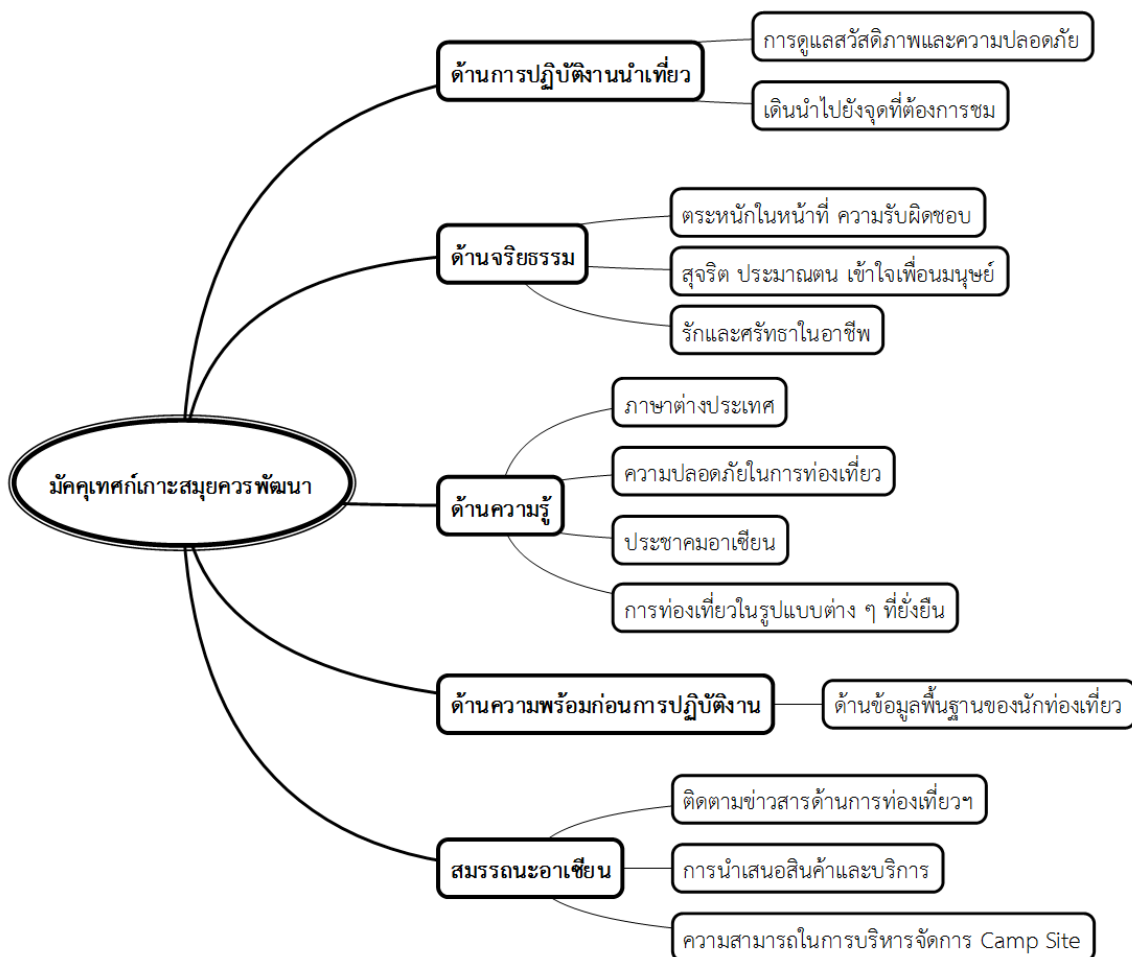 การดูแลสวัสดิภาพและความปลอดภัย
ด้านการปฏิบัติงานนำเที่ยว
เดินนำไปยังจุดที่ต้องการชม
ตระหนักในหน้าที่ ความรับผิดชอบ
ด้านจริยธรรม
สุจริต ประมาณตน เข้าใจเพื่อนมนุษย์
รักและศรัทธาในอาชีพ
ภาษาต่างประเทศ
ความปลอดภัยในการท่องเที่ยว
มัคคุเทศก์เกาะสมุยควรพัฒนา
ด้านความรู้
ประชาคมอาเซียน
การท่องเที่ยวในรูปแบบต่าง ๆ ที่ยั่งยืน
ด้านความพร้อมก่อนการปฏิบัติงาน
ด้านข้อมูลพื้นฐานของนักท่องเที่ยว
ติดตามข่าวสารด้านการท่องเที่ยวฯ
สมรรถนะอาเซียน
การนำเสนอสินค้าและบริการ
ความสามารถในการบริหารจัดการ Camp Site